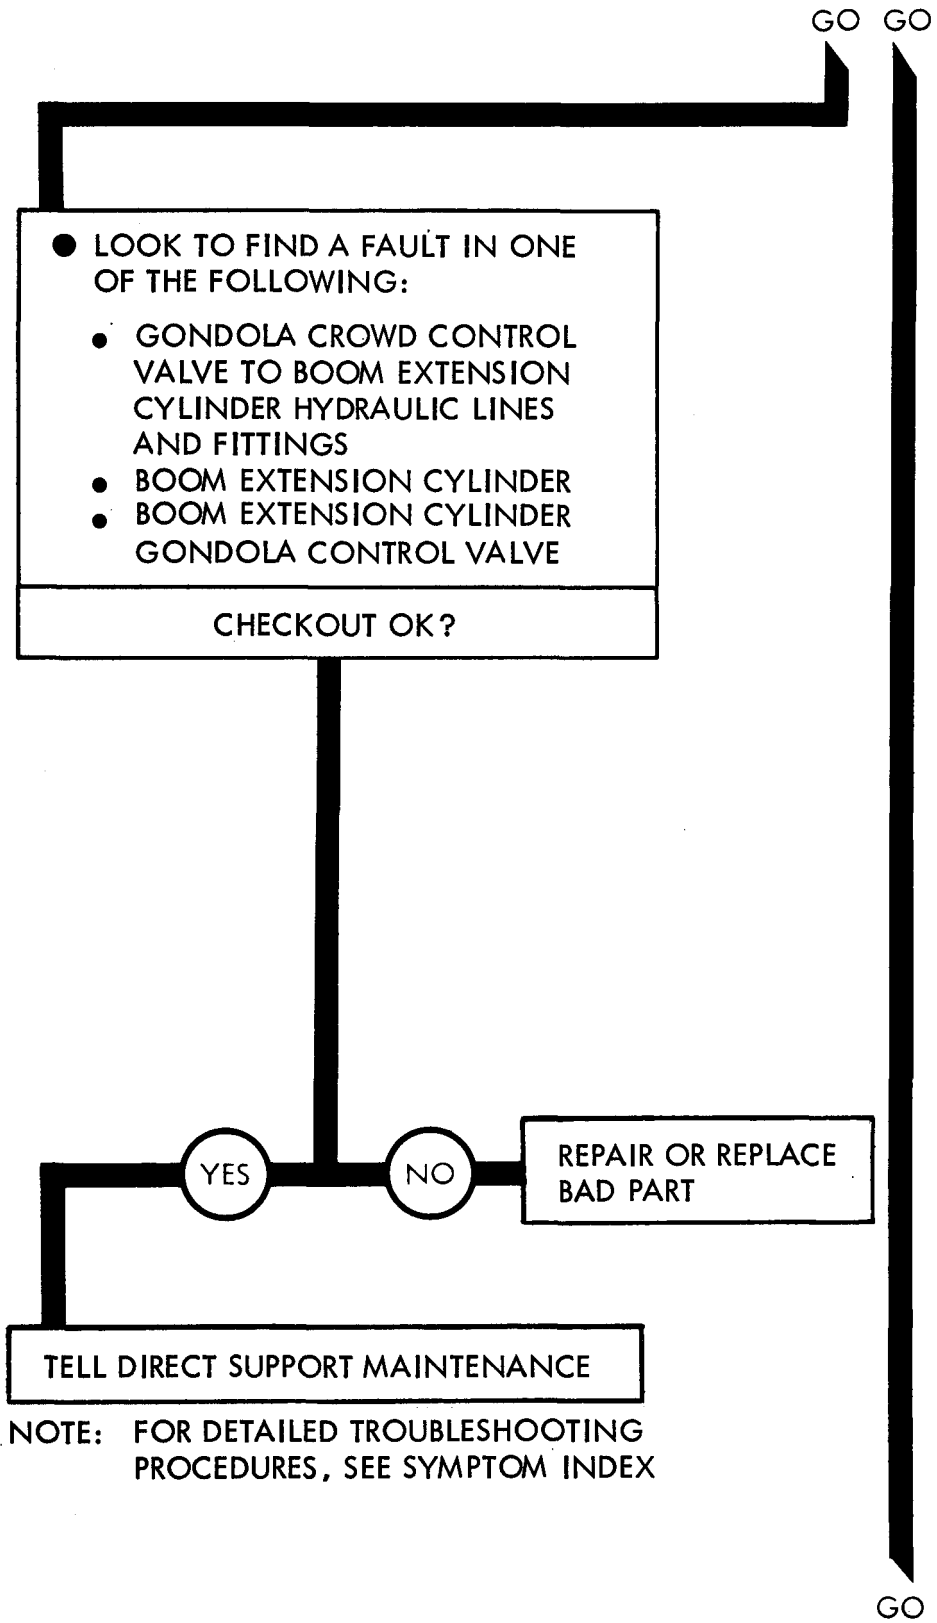 GO GO
● LOOK TO FIND A FAULT IN ONE
OF THE FOLLOWING:
● GONDOLA CROWD CONTROL
VALVE TO BOOM EXTENSION
CYLINDER HYDRAULIC LINES
AND FITTINGS
● BOOM EXTENSION CYLINDER
● BOOM EXTENSION CYLINDER
GONDOLA CONTROL VALVE
CHECKOUT OK?
YES
NO
REPAIR OR REPLACE
BAD PART
TELL DIRECT SUPPORT MAINTENANCE
NOTE: FOR DETAILED TROUBLESHOOTING
PROCEDURES, SEE SYMPTOM INDEX
GO